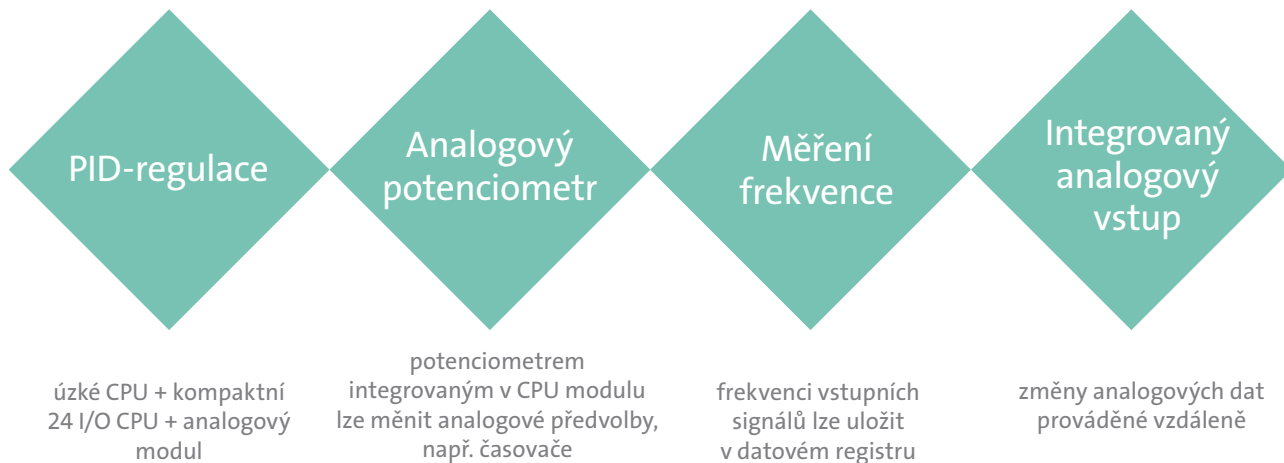 PID-regulace
Analogový
potenciometr
Měření
frekvence
Integrovaný
analogový
vstup
úzké CPU + kompaktní
24 I/O CPU + analogový
modul
potenciometrem
integrovaným v CPU modulu
lze měnit analogové předvolby,
např. časovače
frekvenci vstupních
signálů lze uložit
v datovém registru
změny analogových dat
prováděné vzdáleně